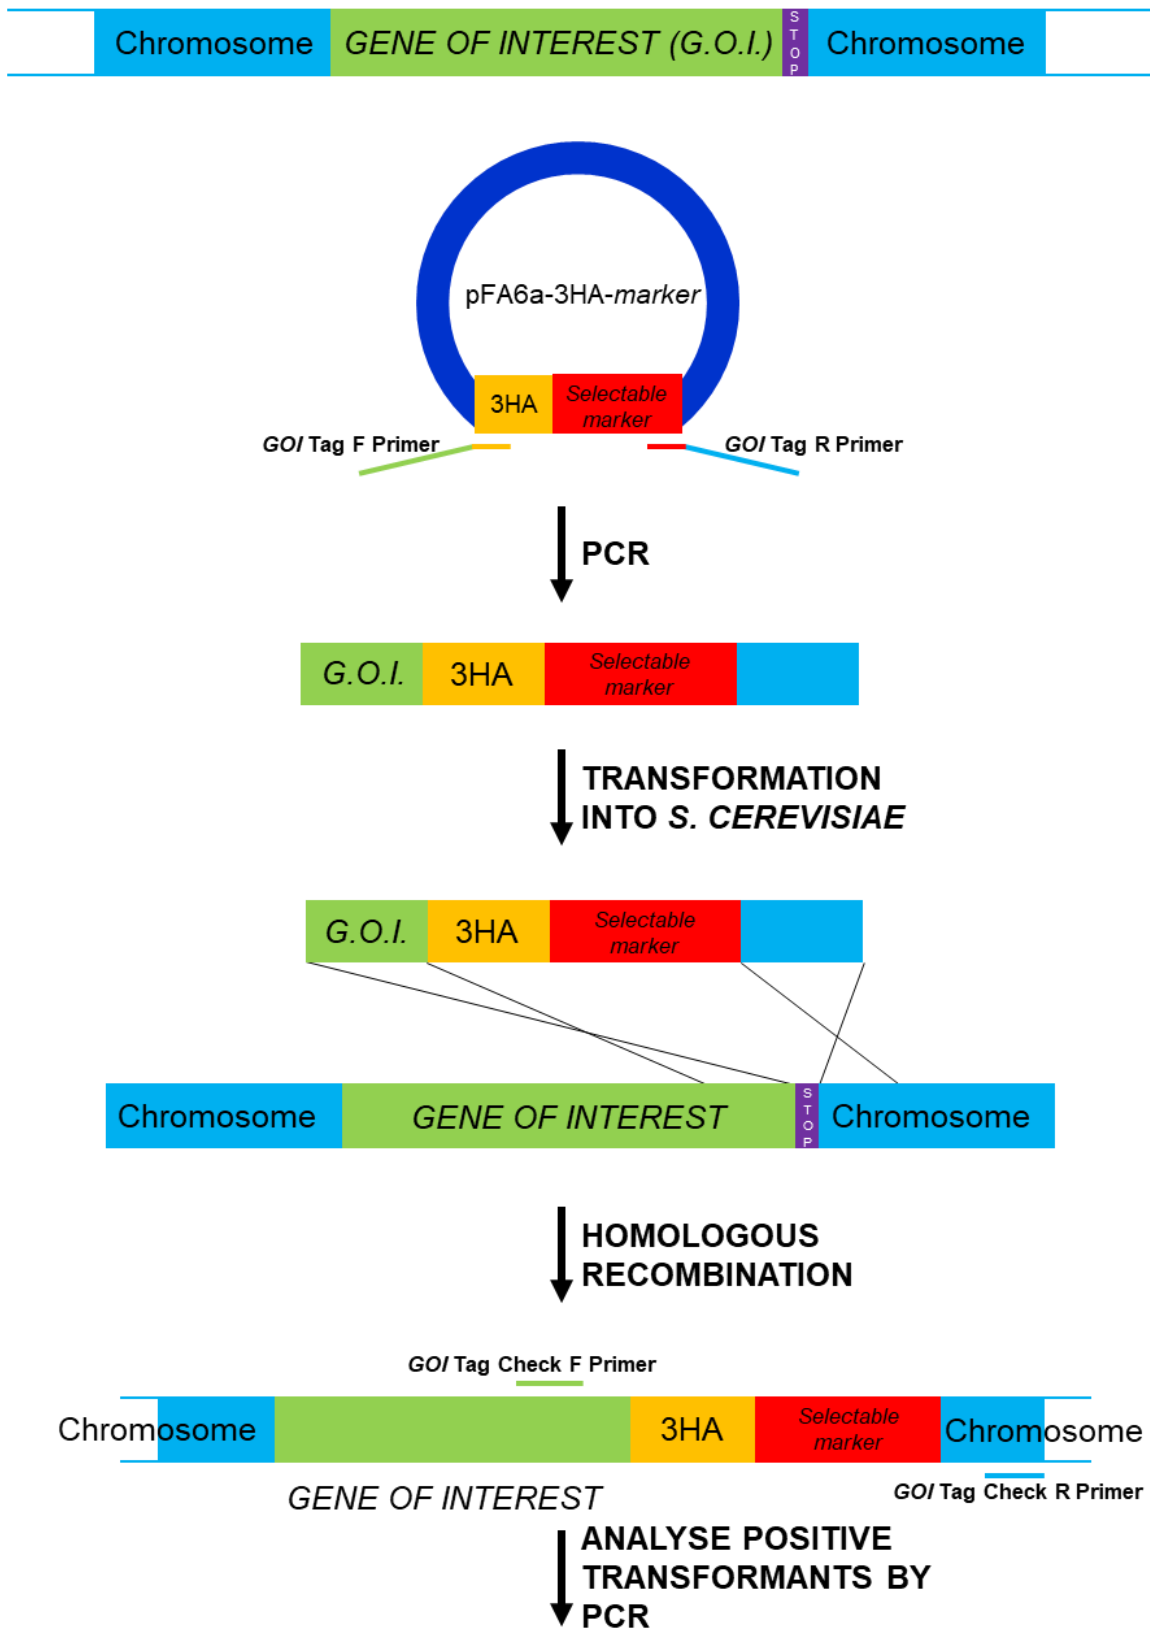 Chromosome GENE OF INTEREST (G.O.I.) STOP Chromosome
pFA6a-3HA-marker
3HA Selectable
marker
GOI Tag F Primer GOI Tag R Primer
PCR
G.O.I. 3HA Selectable
marker
TRANSFORMATION
INTO S. CEREVISIAE
G.O.I. 3HA Selectable
marker
Chromosome GENE OF INTEREST STOP Chromosome
HOMOLOGOUS
RECOMBINATION
GOI Tag Check F Primer
Chromosome 3HA Selectable
marker Chromosome
GOI Tag Check R Primer
GENE OF INTEREST
ANALYSE POSITIVE
TRANSFORMANTS BY
PCR